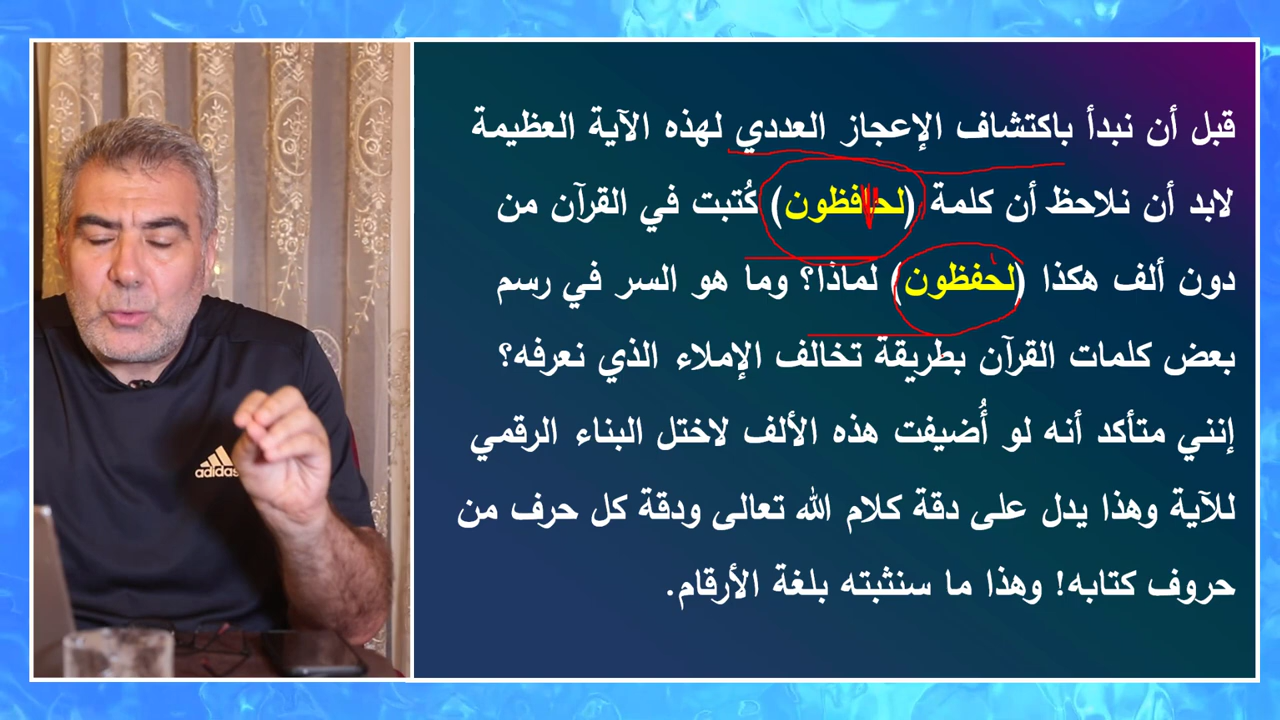 قبل أن نبدأ باكتشاف الإعجاز العددي لهذه الآية العظيمة
لابد أن نلاحظ أن كلمة (لحافظون) كُتبت في القرآن من
دون ألف هكذا (لحفظون) لماذا؟ وما هو السر في رسم
بعض كلمات القرآن بطريقة تخالف الإملاء الذي نعرفه؟
إنني متأكد أنه لو أُضيفت هذه الألف لاختل البناء الرقمي
للآية وهذا يدل على دقة كلام الله تعالى ودقة كل حرف من
حروف كتابه! وهذا ما سنثبته بلغة الأرقام.
adidas